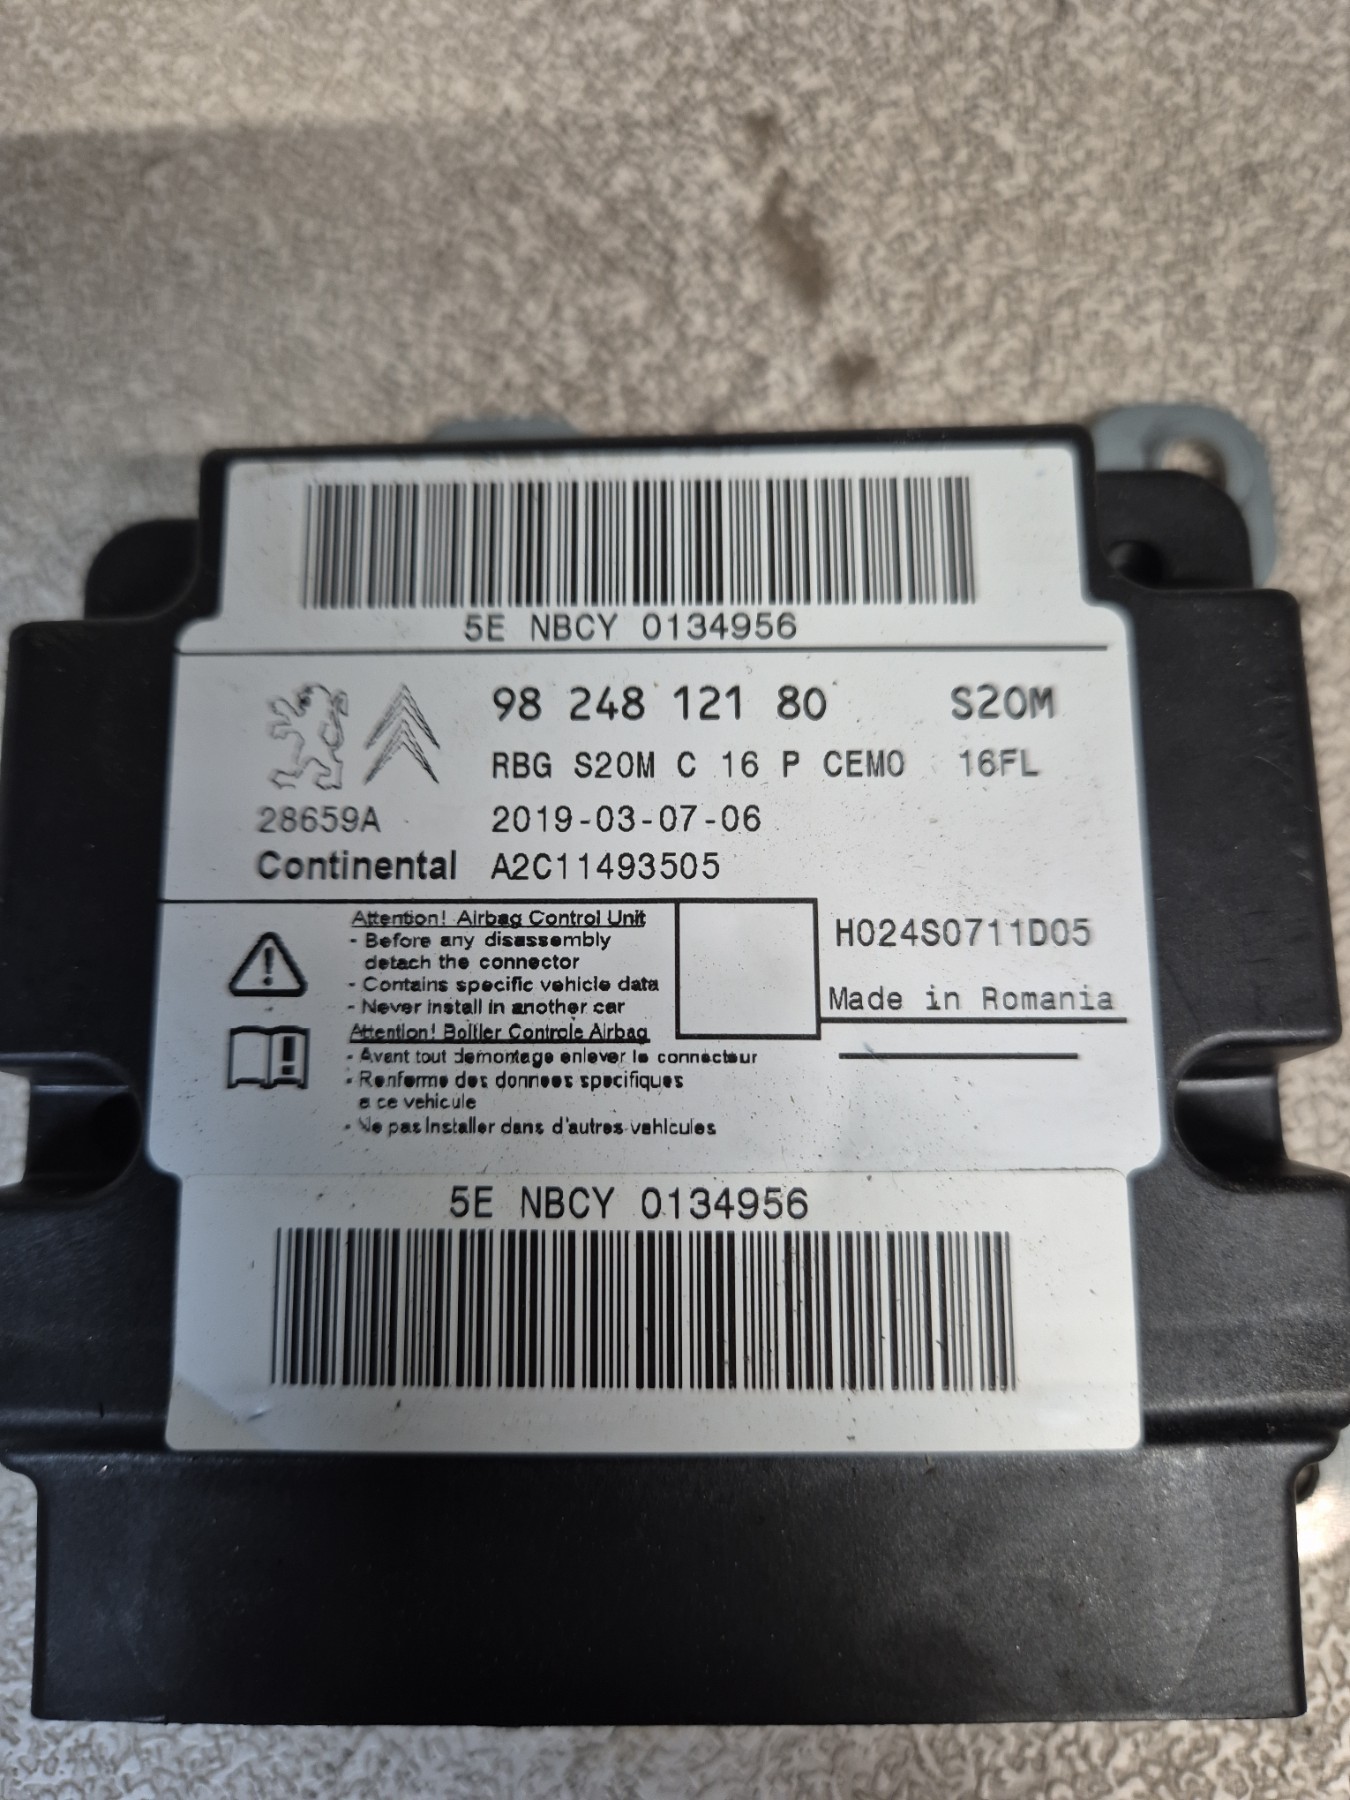 5E NBCY 0134956
98 248 121 80 S20M
RBG S20M C 16 P CEMO 16FL
28659A 2019-03-07-06
Continental A2C11493505
Attention! Airbag Control Unit
- Before any disassembly
detach the connector
- Contains specific vehicle data
- Never install in another car
H024S0711D05
Made in Romania
Attention! Boitier Controle Airbag
- Avant tout demontage enlever le connecteur
- Renferme des donnees specifiques
a ce vehicule
- Ne pas installer dans d'autres vehicules
5E NBCY 0134956